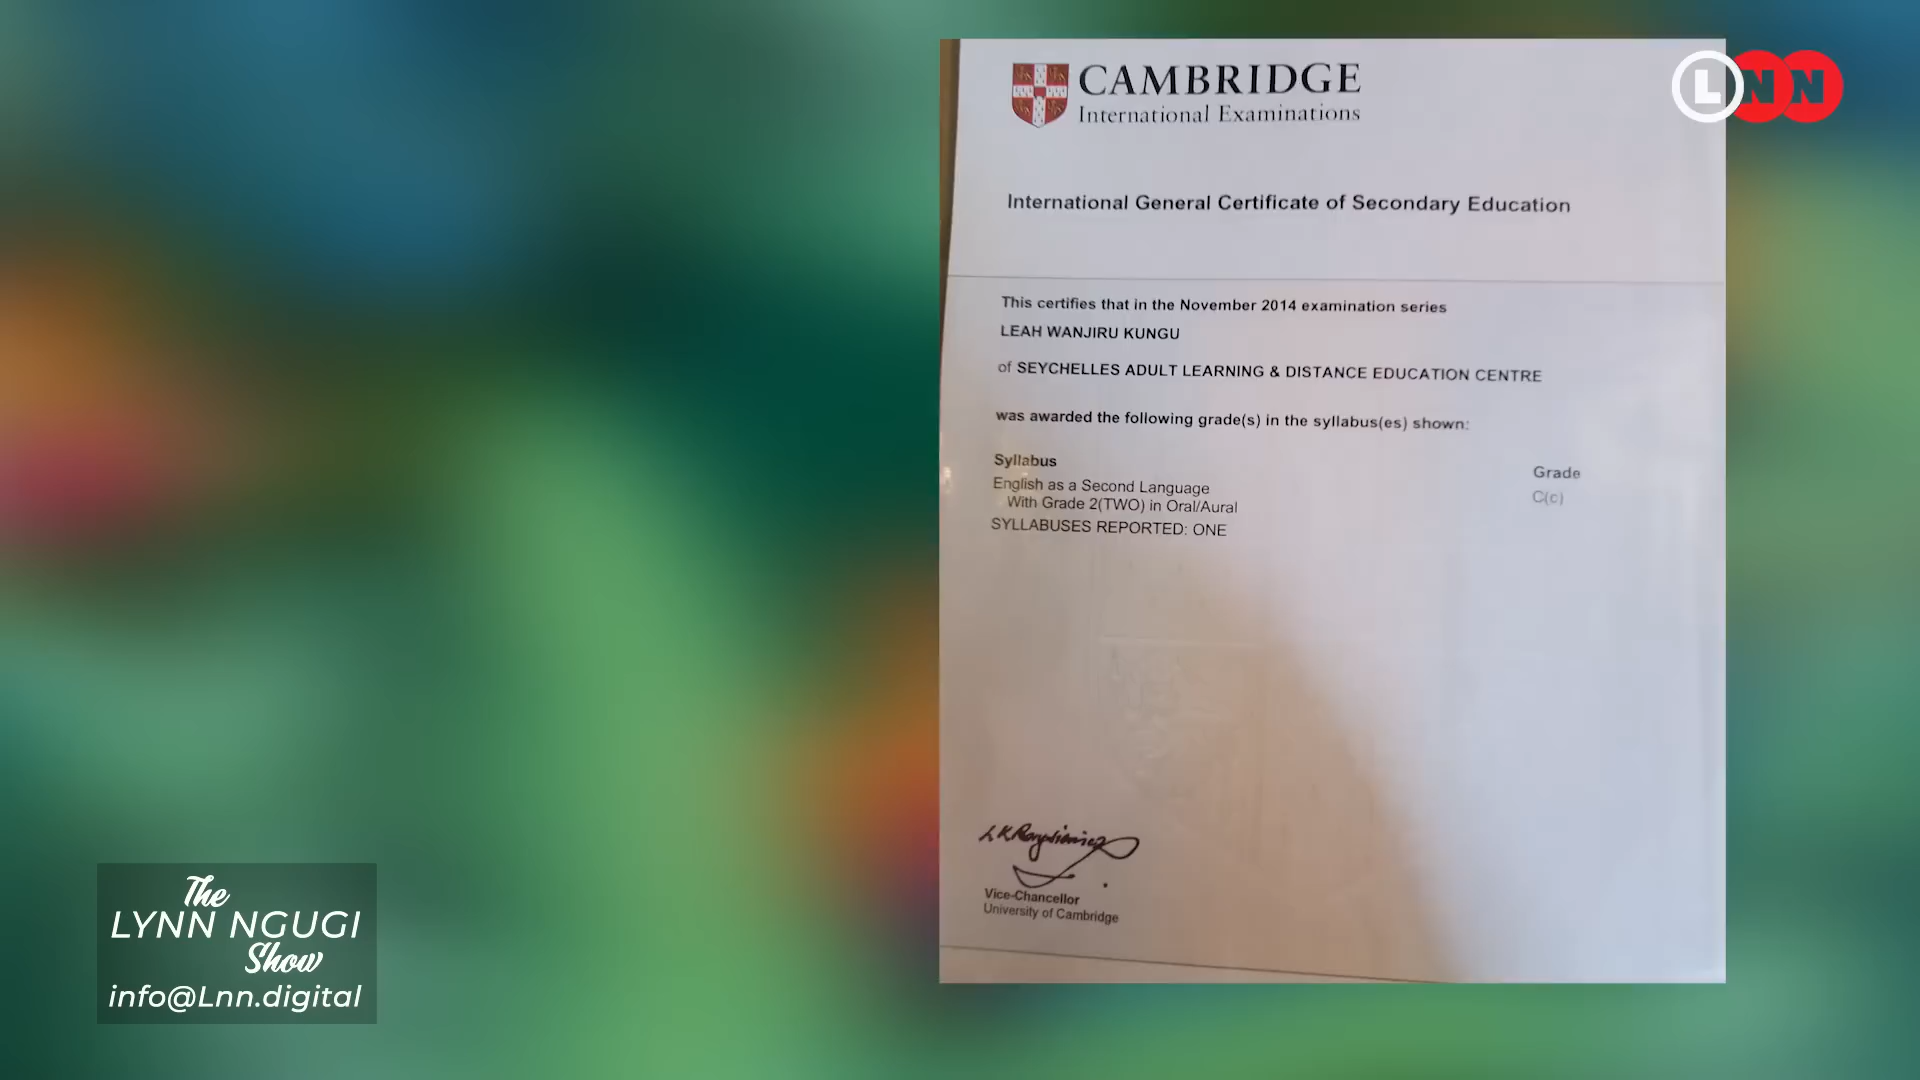 CAMBRIDGE
International Examinations
LNN
International General Certificate of Secondary Education
This certifies that in the November 2014 examination series
LEAH WANJIRU KUNGU
of SEYCHELLES ADULT LEARNING & DISTANCE EDUCATION CENTRE
was awarded the following grade(s) in the syllabus(es) shown:
Syllabus Grade
English as a Second Language C(c)
With Grade 2(TWO) in Oral/Aural
SYLLABUSES REPORTED: ONE
Vice-Chancellor
University of Cambridge
The
LYNN NGUGI
Show
info@Lnn.digital